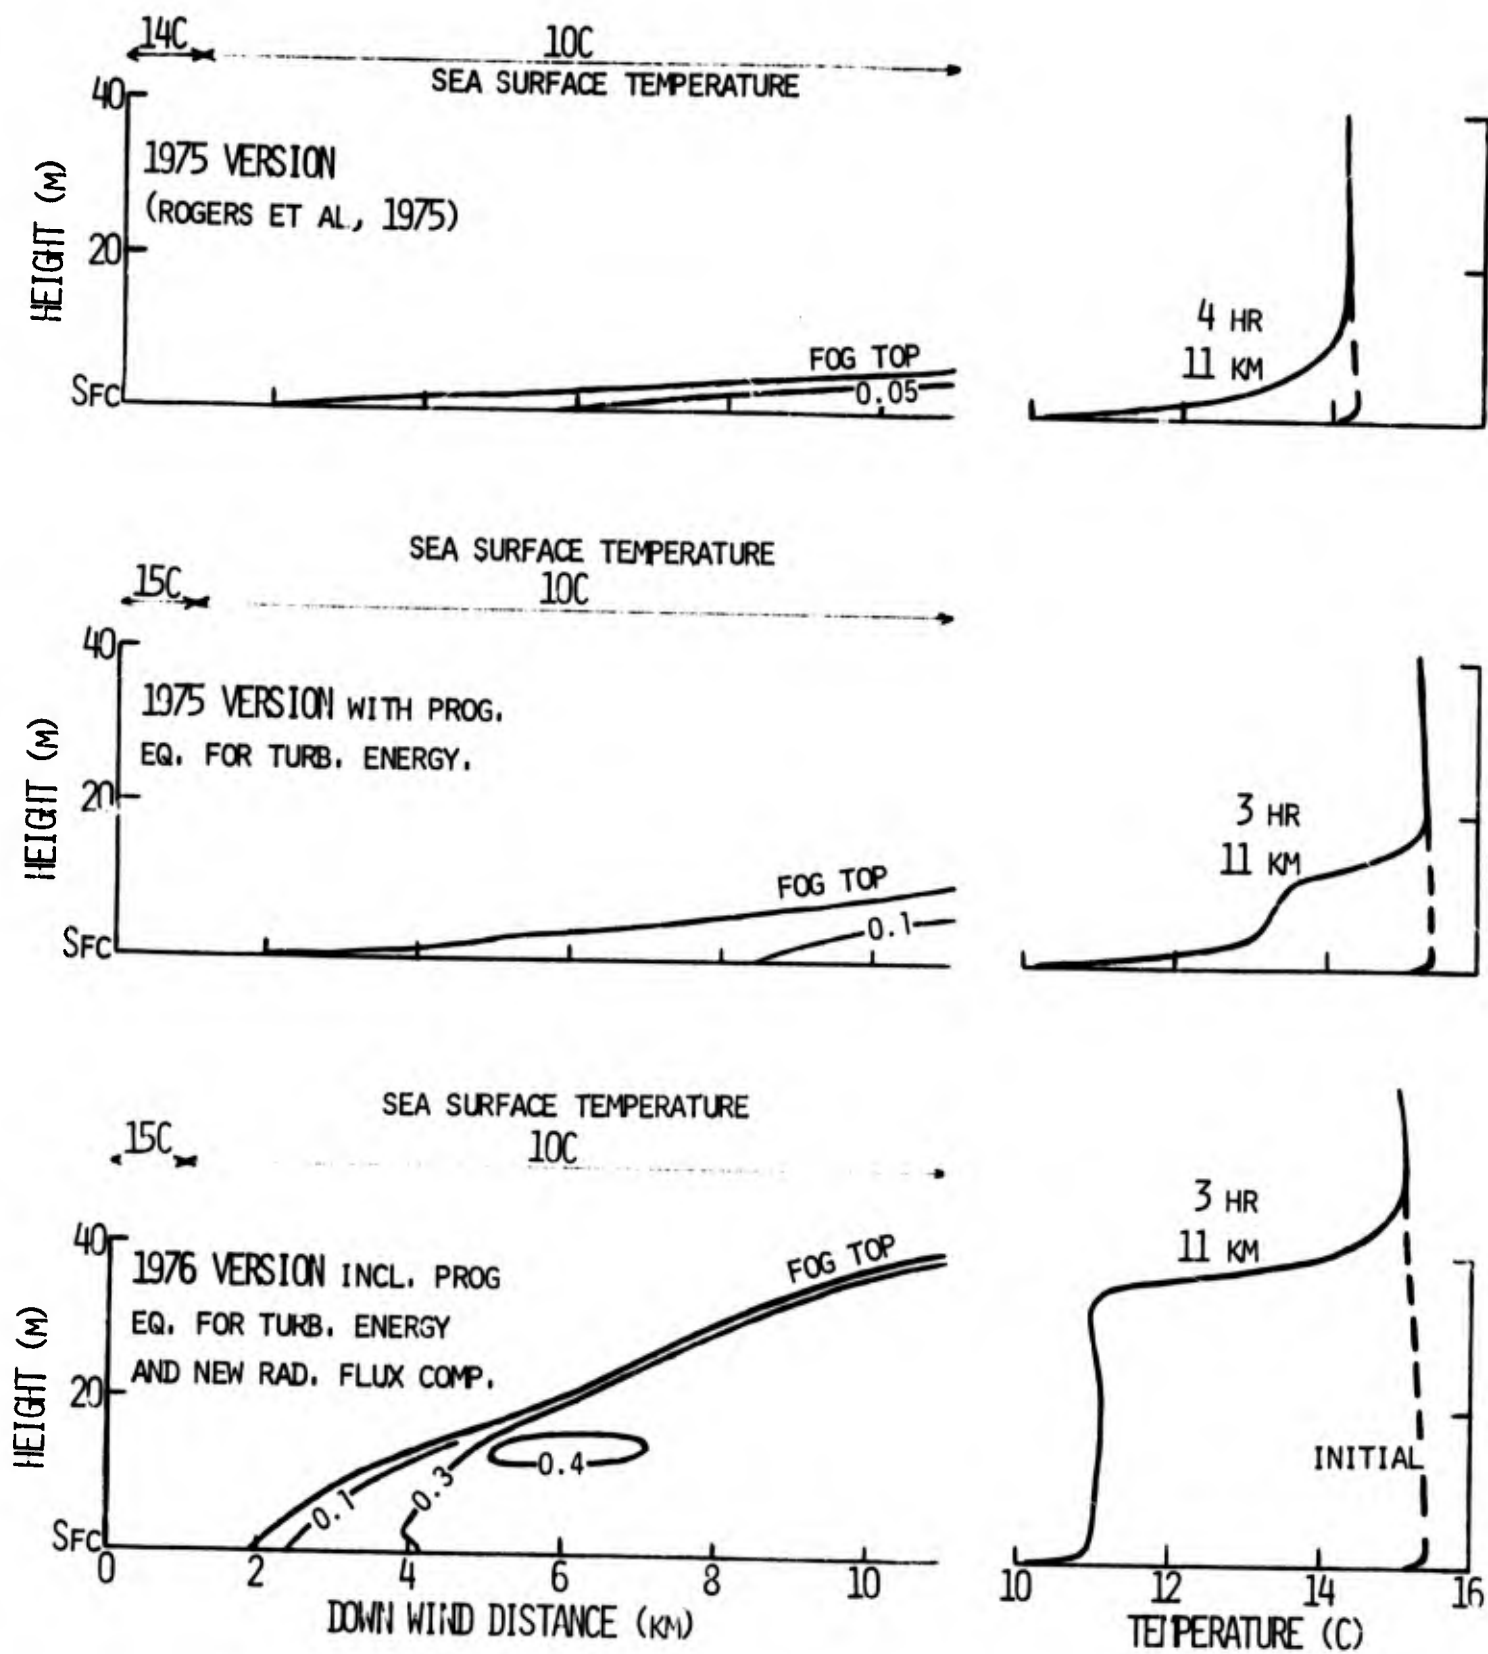 14C
10C
SEA SURFACE TEMPERATURE
40
1975 VERSION
(ROGERS ET AL, 1975)
20
HEIGHT (M)
FOG TOP
0.05
SFC
4 HR
11 KM
SEA SURFACE TEMPERATURE
15C
10C
40
1975 VERSION WITH PROG.
EQ. FOR TURB. ENERGY.
20
HEIGHT (M)
FOG TOP
0.1
SFC
3 HR
11 KM
SEA SURFACE TEMPERATURE
15C
10C
40
1976 VERSION INCL. PROG
EQ. FOR TURB. ENERGY
AND NEW RAD. FLUX COMP.
20
HEIGHT (M)
FOG TOP
0.1
0.3
0.4
SFC
0 2 4 6 8 10
DOWN WIND DISTANCE (KM)
3 HR
11 KM
INITIAL
10 12 14 16
TEMPERATURE (C)